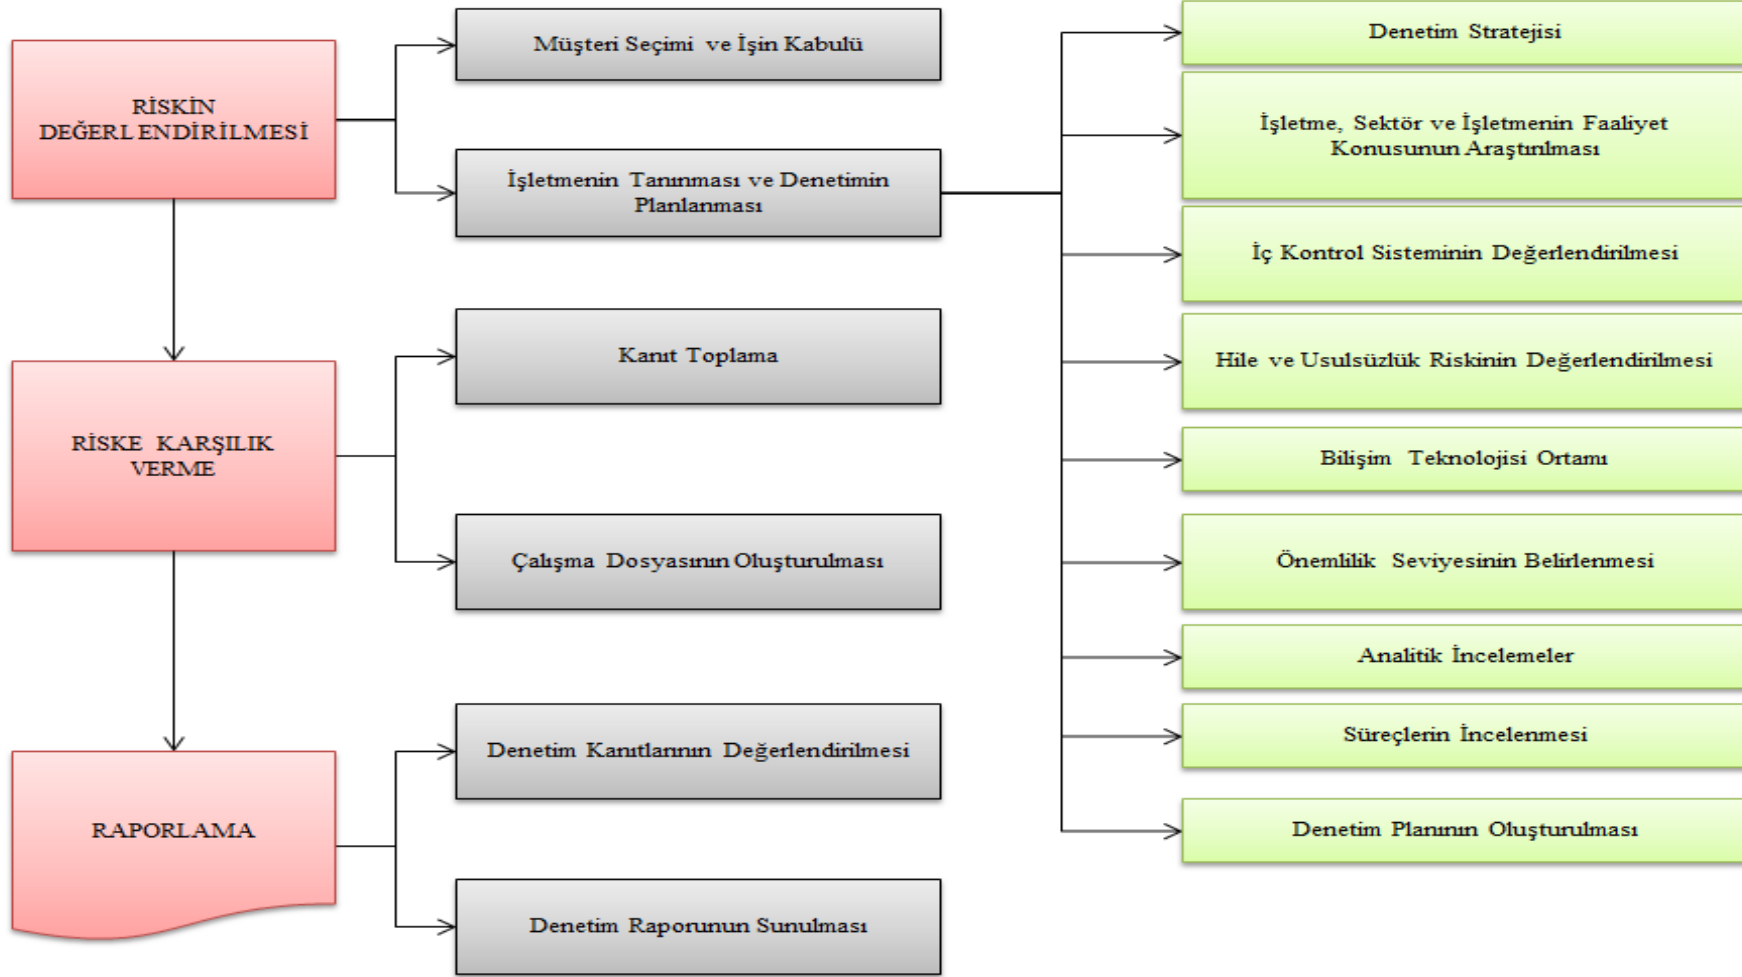 RİSKİN
DEĞERLENDİRİLMESİ
Müşteri Seçimi ve İşin Kabulü
İşletmenin Tanınması ve Denetimin
Planlanması
Denetim Stratejisi
İşletme, Sektör ve İşletmenin Faaliyet
Konusunun Araştırılması
İç Kontrol Sisteminin Değerlendirilmesi
Hile ve Usulsüzlük Riskinin Değerlendirilmesi
Bilişim Teknolojisi Ortamı
Önemlilik Seviyesinin Belirlenmesi
Analitik İncelemeler
Süreçlerin İncelenmesi
Denetim Planının Oluşturulması
RİSKE KARŞILIK
VERME
Kanıt Toplama
Çalışma Dosyasının Oluşturulması
RAPORLAMA
Denetim Kanıtlarının Değerlendirilmesi
Denetim Raporunun Sunulması